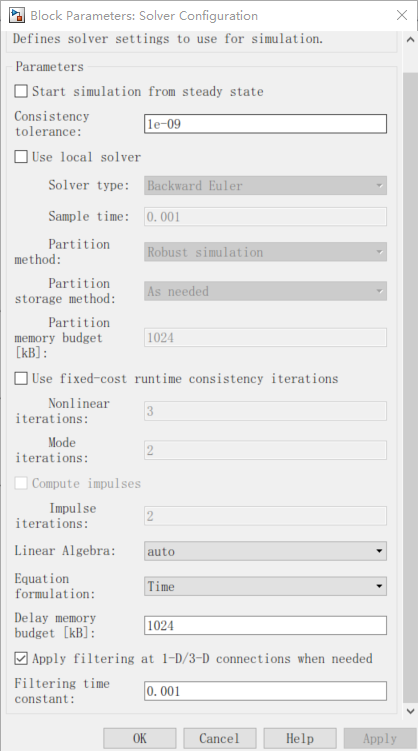 Block Parameters: Solver Configuration
Defines solver settings to use for simulation.
Parameters
Start simulation from steady state
Consistency
tolerance:
1e-09
Use local solver
Solver type:
Backward Euler
Sample time:
0.001
Partition
method:
Robust simulation
Partition
storage method:
As needed
Partition
memory budget
[kB]:
1024
Use fixed-cost runtime consistency iterations
Nonlinear
iterations:
3
Mode
iterations:
2
Compute impulses
Impulse
iterations:
2
Linear Algebra:
auto
Equation
formulation:
Time
Delay memory
budget [kB]:
1024
Apply filtering at 1-D/3-D connections when needed
Filtering time
constant:
0.001
OK
Cancel
Help
Apply